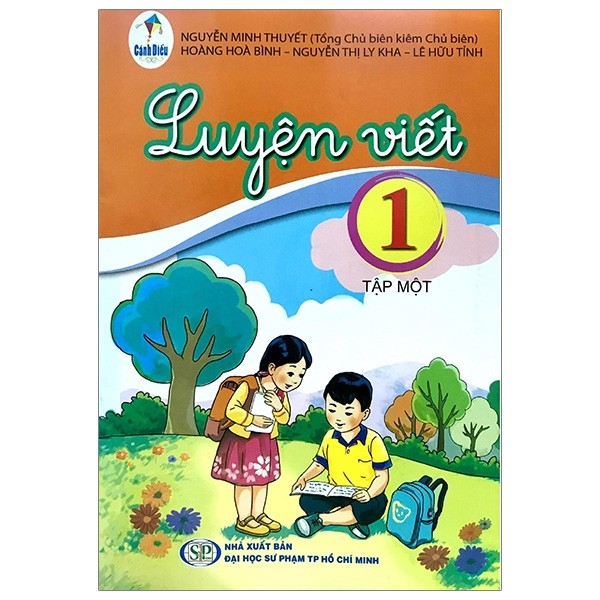 Cánh Diều
NGUYỄN MINH THUYẾT (Tổng Chủ biên kiêm Chủ biên)
HOÀNG HOÀ BÌNH – NGUYỄN THỊ LY KHA – LÊ HỮU TỈNH
Luyện viết
1
TẬP MỘT
SP
NHÀ XUẤT BẢN
ĐẠI HỌC SƯ PHẠM TP HỒ CHÍ MINH